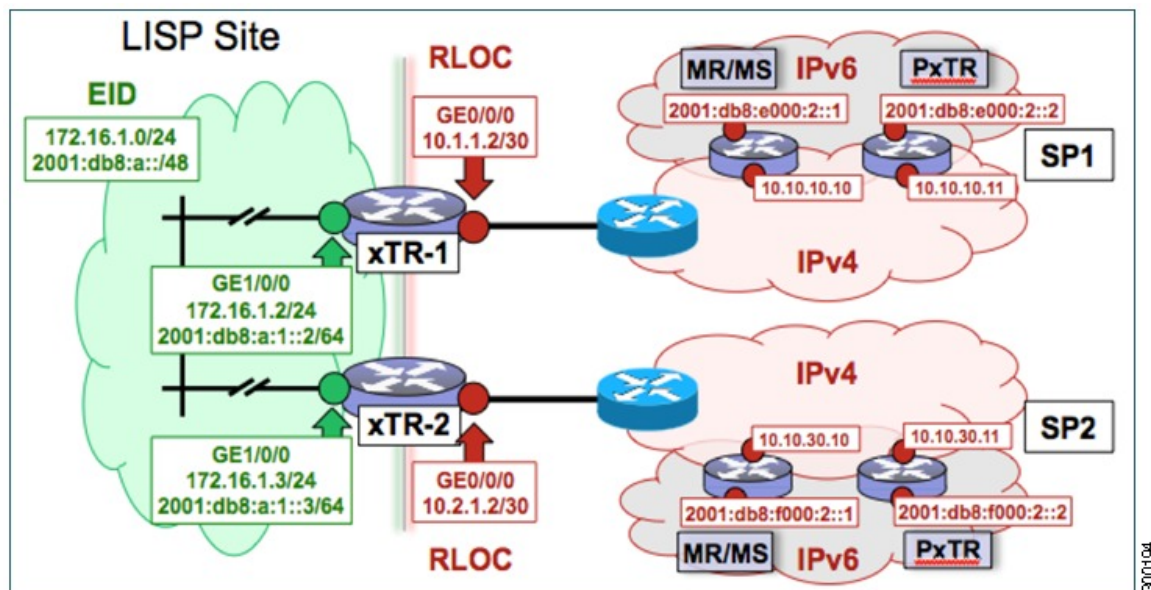 LISP Site
EID
172.16.1.0/24
2001:db8:a::/48
RLOC
GE0/0/0
10.1.1.2/30
MR/MS
IPv6
PxTR
2001:db8:e000:2::1
2001:db8:e000:2::2
SP1
10.10.10.10
10.10.10.11
xTR-1
IPv4
GE1/0/0
172.16.1.2/24
2001:db8:a:1::2/64
IPv4
xTR-2
10.10.30.10
10.10.30.11
SP2
GE1/0/0
172.16.1.3/24
2001:db8:a:1::3/64
GE0/0/0
10.2.1.2/30
2001:db8:f000:2::1
2001:db8:f000:2::2
RLOC
MR/MS
IPv6
PxTR
300194